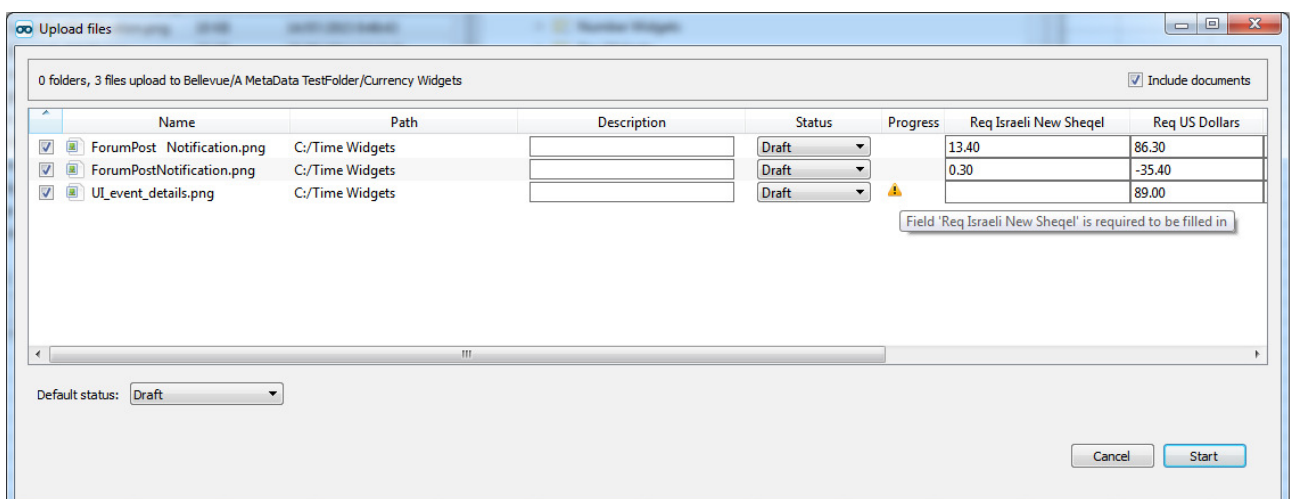 Upload files
0 folders, 3 files upload to Bellevue/A MetaData TestFolder/Currency Widgets Include documents
Name Path Description Status Progress Req Israeli New Sheqel Req US Dollars
ForumPost Notification.png C:/Time Widgets Draft 13.40 86.30
ForumPostNotification.png C:/Time Widgets Draft 0.30 -35.40
UI_event_details.png C:/Time Widgets Draft 89.00
Field 'Req Israeli New Sheqel' is required to be filled in
Default status: Draft
Cancel Start